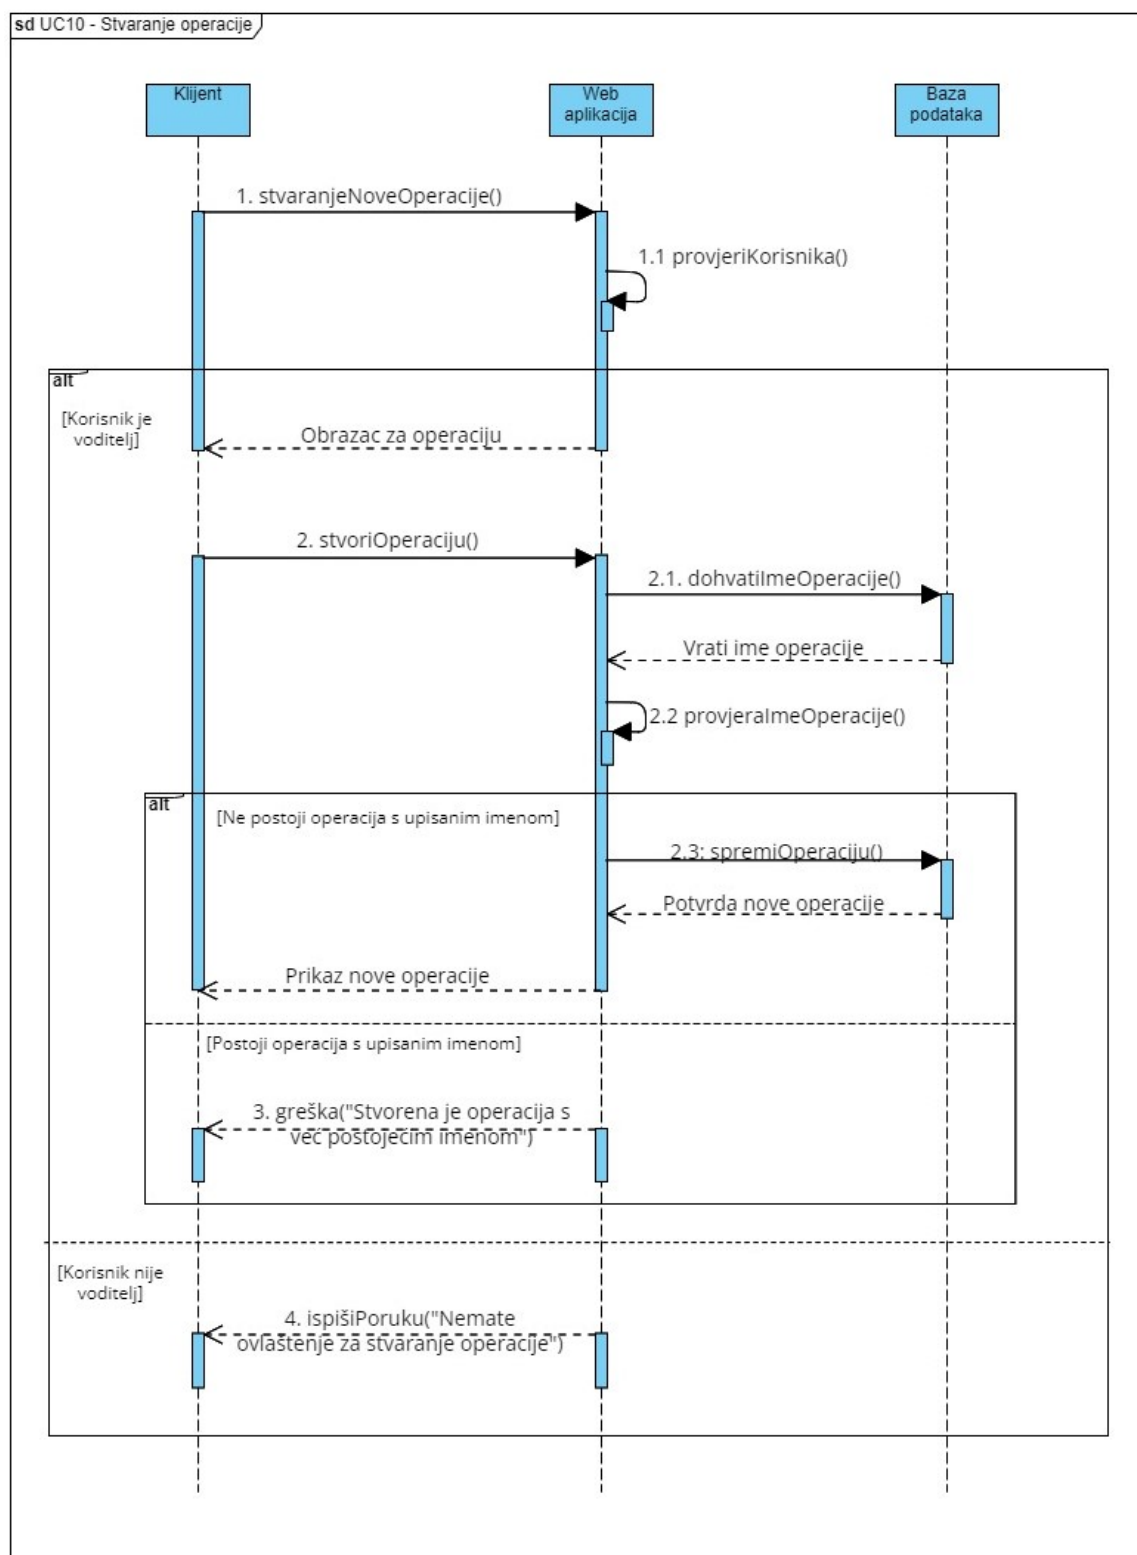 sd UC10 - Stvaranje operacije
Klijent
Web
aplikacija
Baza
podataka
1. stvaranjeNoveOperacije()
1.1 provjeriKorisnika()
alt
[Korisnik je
voditelj]
Obrazac za operaciju
2. stvoriOperaciju()
2.1. dohvatiImeOperacije()
Vrati ime operacije
2.2 provjeraImeOperacije()
alt
[Ne postoji operacija s upisanim imenom]
2.3: spremiOperaciju()
Potvrda nove operacije
Prikaz nove operacije
[Postoji operacija s upisanim imenom]
3. greška("Stvorena je operacija s
već postojećim imenom")
[Korisnik nije
voditelj]
4. ispišiPoruku("Nemate
ovlaštenje za stvaranje operacije")